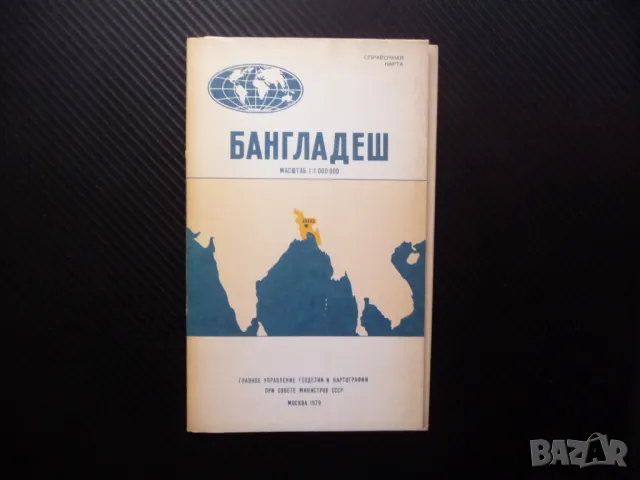 СПРАВОЧНАЯ
КАРТА
БАНГЛАДЕШ
МАСШТАБ 1:1 000 000
ГЛАВНОЕ УПРАВЛЕНИЕ ГЕОДЕЗИИ И КАРТОГРАФИИ
ПРИ СОВЕТЕ МИНИСТРОВ СССР
МОСКВА 1979
BAZAR
.bg